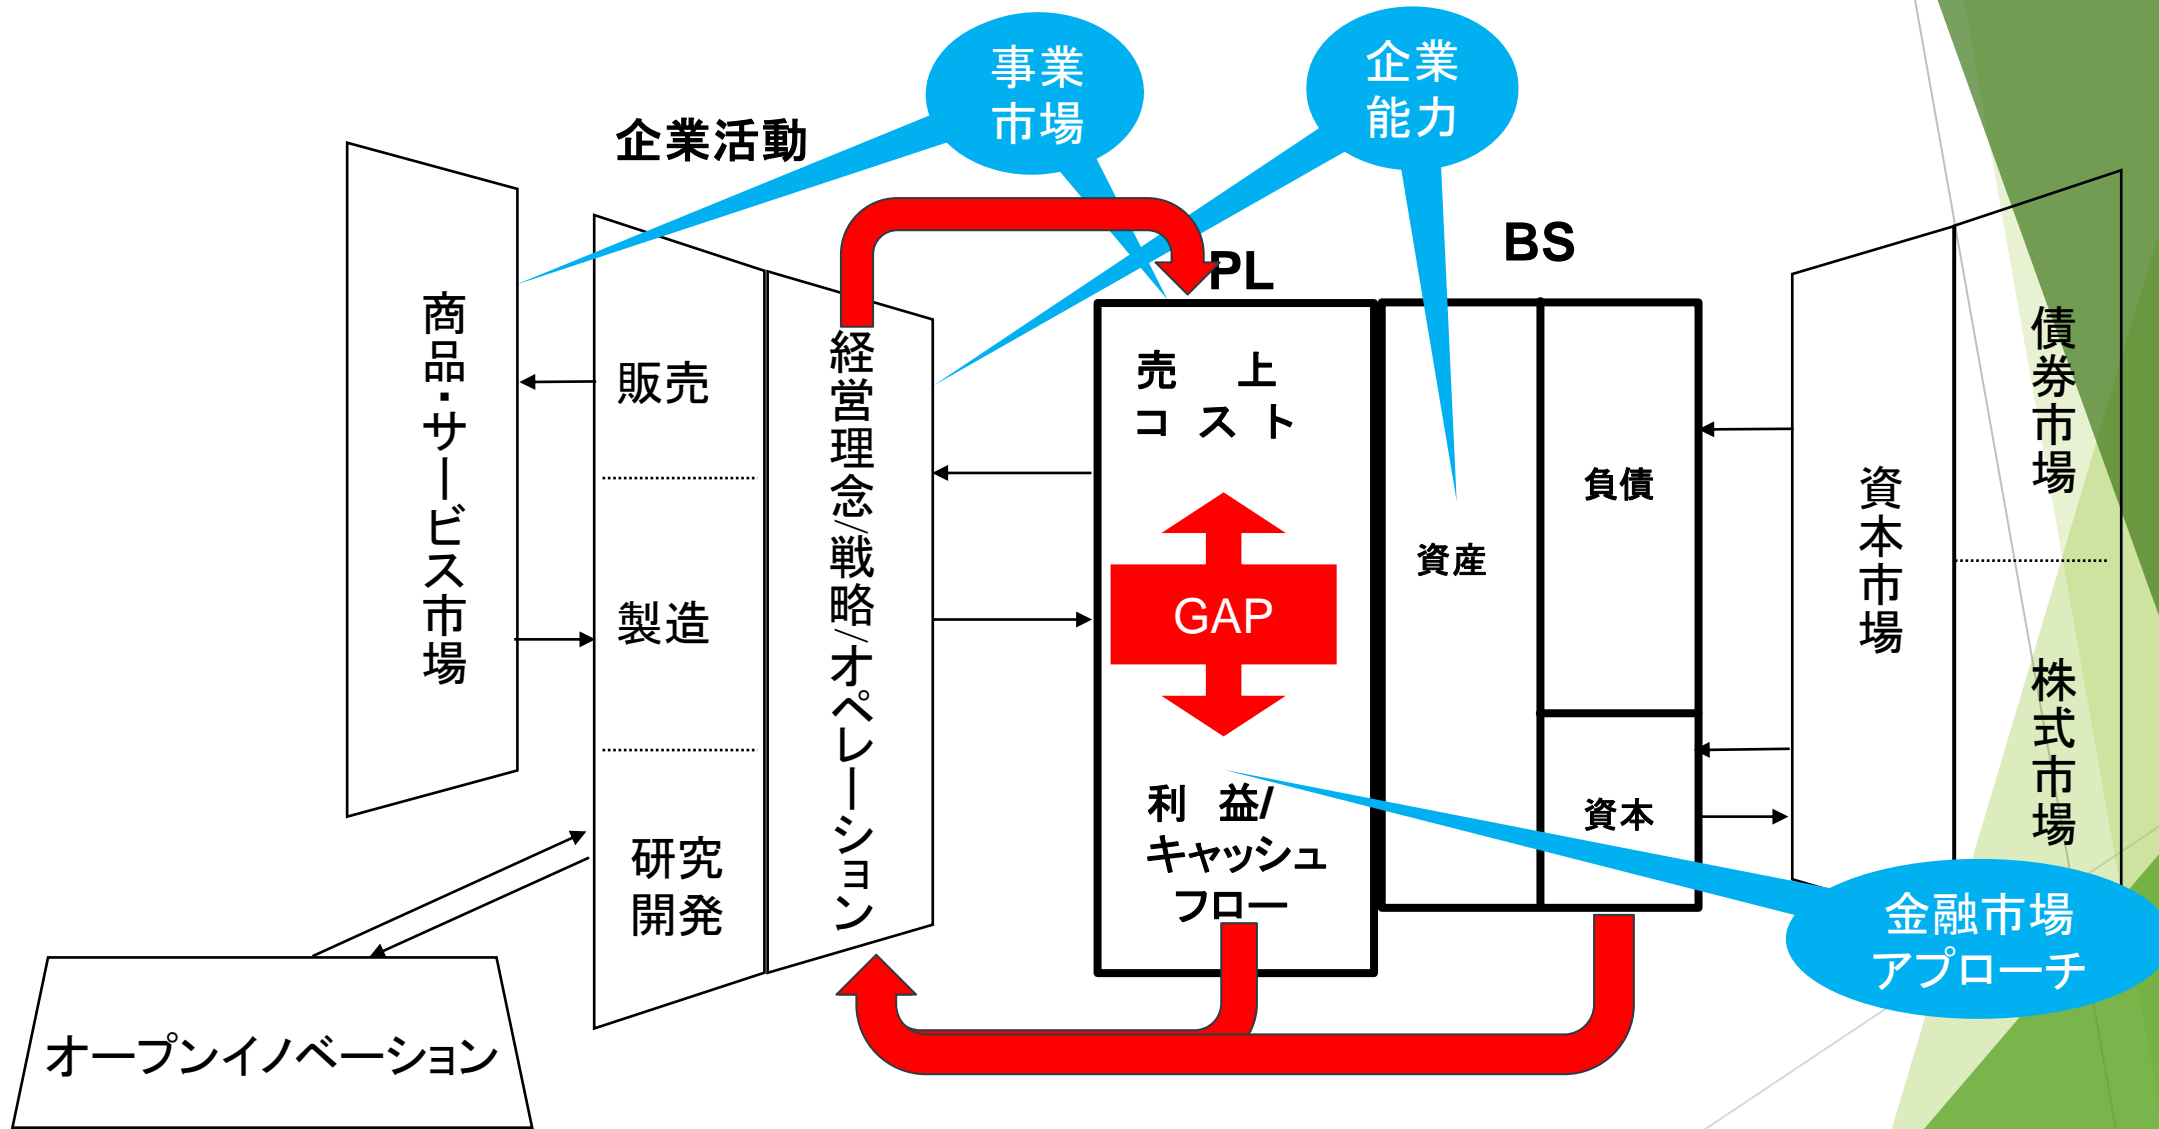 事業
市場
企業
能力
企業活動
BS
PL
商品・サービス市場
販売
製造
研究
開発
経営理念/戦略/オペレーション
売 上
コ ス ト
GAP
利 益/
キャッシュ
フロー
資産
負債
資本
資本市場
債券市場
株式市場
金融市場
アプローチ
オープンイノベーション